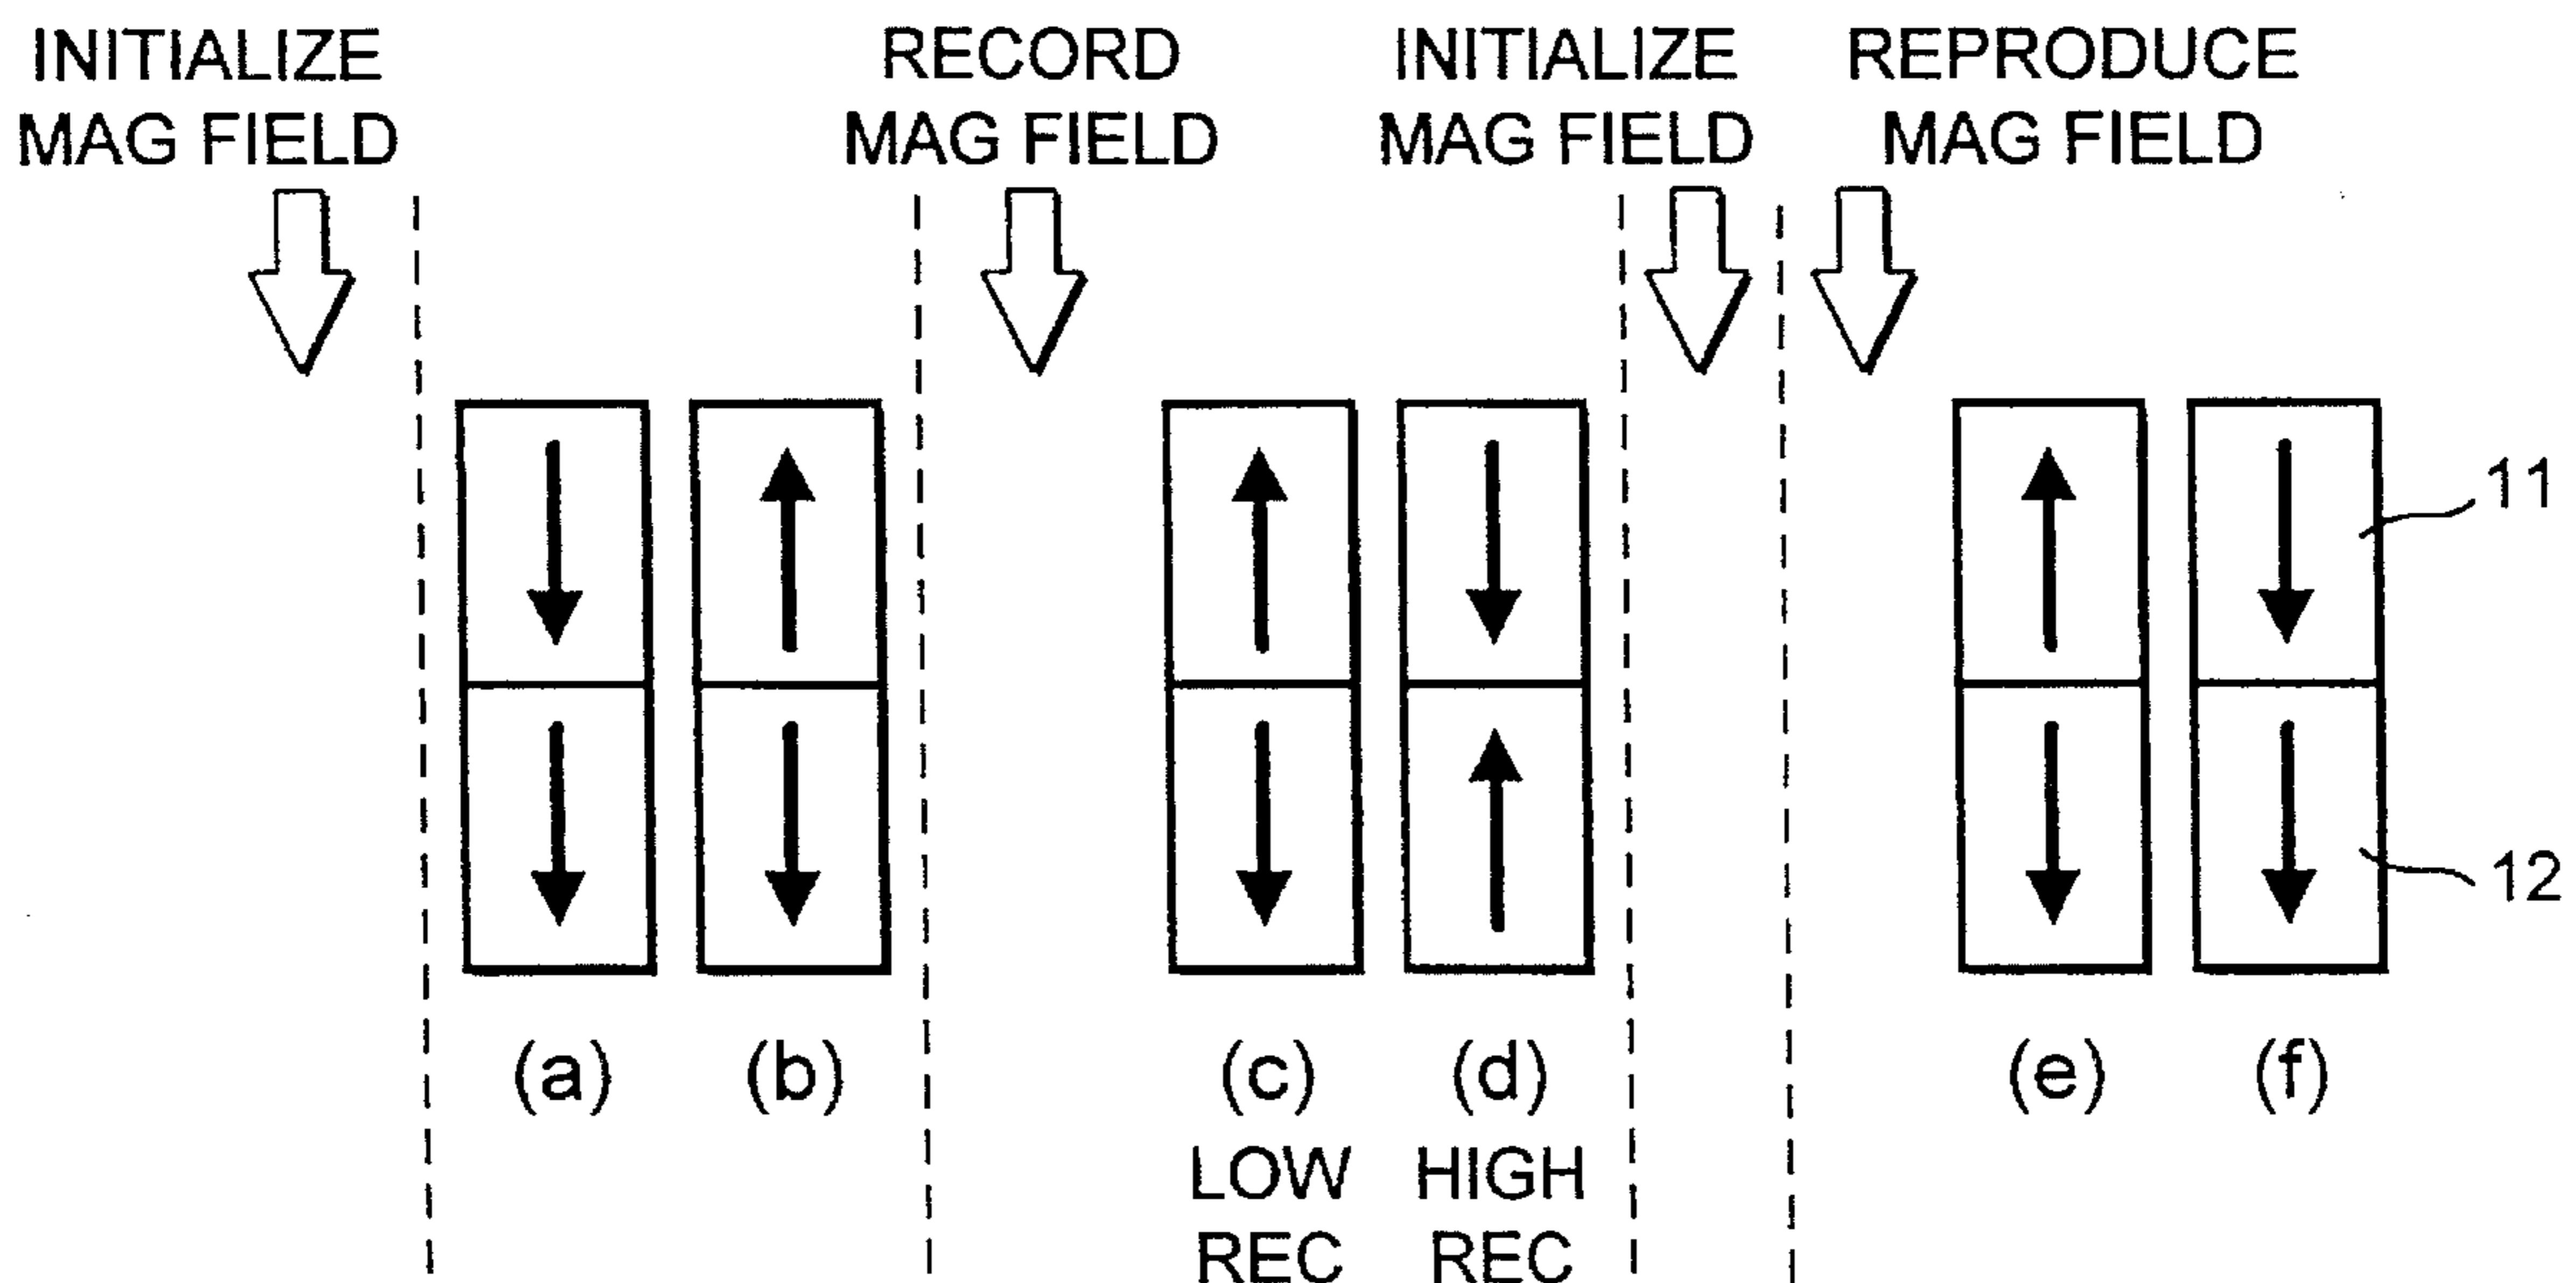 INITIALIZE
MAG FIELD
RECORD
MAG FIELD
INITIALIZE
MAG FIELD
REPRODUCE
MAG FIELD
11
12
(a)
(b)
(c)
(d)
(e)
(f)
LOW
REC
HIGH
REC